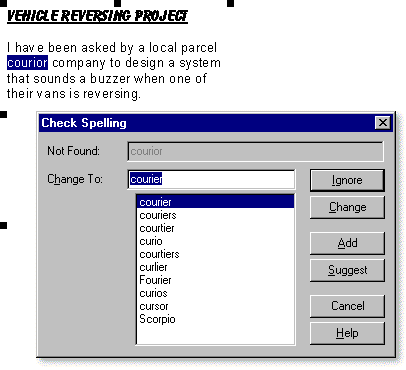 VEHICLE REVERSING PROJECT
I have been asked by a local parcel
courior company to design a system
that sounds a buzzer when one of
their vans is reversing.
Check Spelling
Not Found: courior
Change To: courier
Ignore
courier
Change
couriers
courtier
curio
Add
courtiers
curlier
Suggest
Fourier
curios
cursor
Cancel
Scorpio
Help